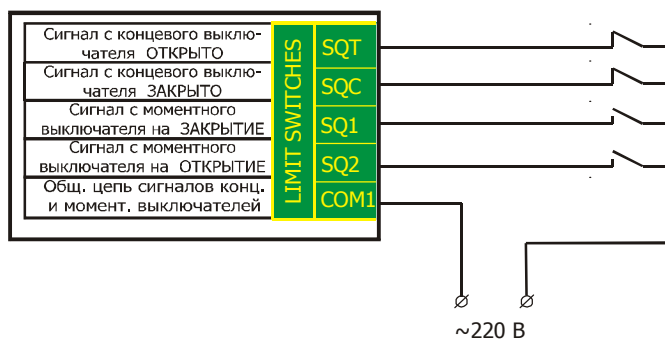 Сигнал с концевого выклю-
чателя ОТКРЫТО
Сигнал с концевого выклю-
чателя ЗАКРЫТО
Сигнал с моментного
выключателя на ЗАКРЫТИЕ
Сигнал с моментного
выключателя на ОТКРЫТИЕ
Общ. цепь сигналов конц.
и момент. выключателей
LIMIT SWITCHES
SQT
SQC
SQ1
SQ2
COM1
~220 В